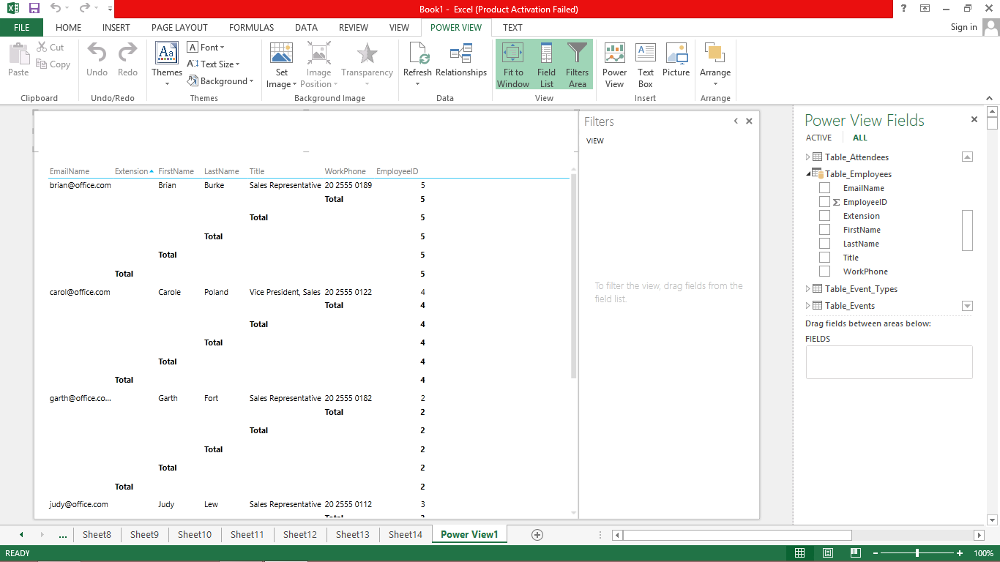 Book1 - Excel (Product Activation Failed)
?
FILE HOME INSERT PAGE LAYOUT FORMULAS DATA REVIEW VIEW POWER VIEW TEXT Sign in
Cut Font
Copy Text Size
Paste Undo Redo Themes Background Set Image Image Position Transparency Refresh Relationships Fit to Window Field List Filters Area Power View Text Box Picture Arrange
Clipboard Undo/Redo Themes Background Image Data View Insert Arrange
Filters
VIEW
To filter the view, drag fields from the
field list.
EmailName Extension FirstName LastName Title WorkPhone EmployeeID
brian@office.com Brian Burke Sales Representative 20 2555 0189 5
Total 5
Total 5
Total 5
Total 5
Total 5
carol@office.com Carole Poland Vice President, Sales 20 2555 0122 4
Total 4
Total 4
Total 4
Total 4
Total 4
garth@office.co... Garth Fort Sales Representative 20 2555 0182 2
Total 2
Total 2
Total 2
Total 2
Total 2
judy@office.com Judy Lew Sales Representative 20 2555 0112 3
Power View Fields
ACTIVE ALL
Table_Attendees
Table_Employees
EmailName
Σ EmployeeID
Extension
FirstName
LastName
Title
WorkPhone
Table_Event_Types
Table_Events
Drag fields between areas below:
FIELDS
... Sheet8 Sheet9 Sheet10 Sheet11 Sheet12 Sheet13 Sheet14 Power View1
READY 100%